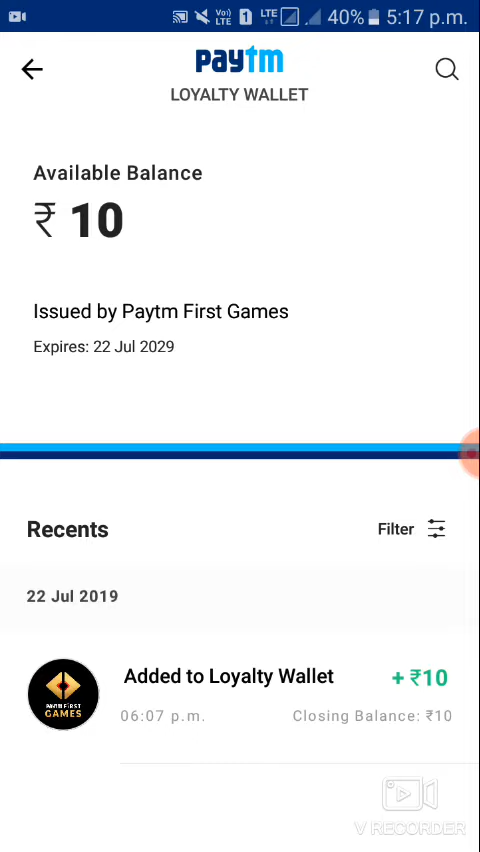 Vo)) LTE 1 LTE 40% 5:17 p.m.
paytm
LOYALTY WALLET
Available Balance
₹ 10
Issued by Paytm First Games
Expires: 22 Jul 2029
Recents
Filter
22 Jul 2019
Added to Loyalty Wallet
+ ₹10
PAYTM FIRST
GAMES
06:07 p.m.
Closing Balance: ₹10
V RECORDER